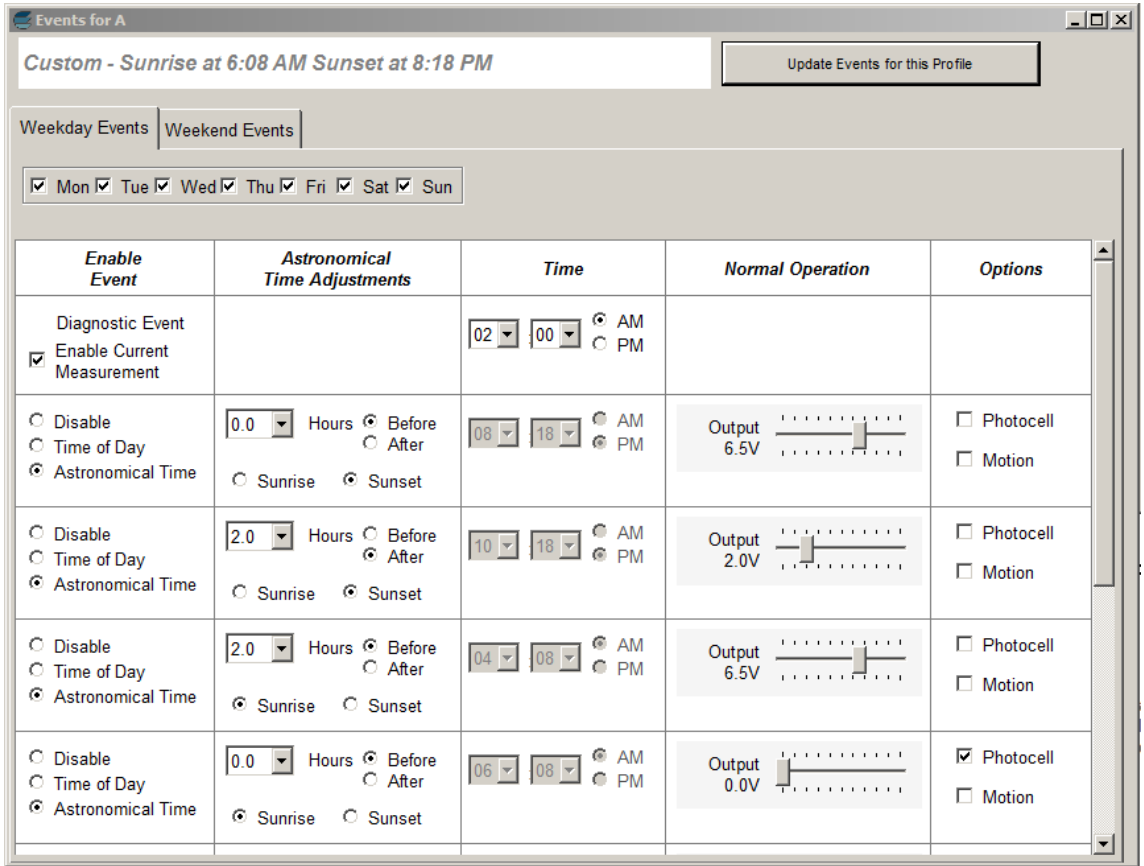 Events for A
Custom - Sunrise at 6:08 AM Sunset at 8:18 PM
Update Events for this Profile
Weekday Events
Weekend Events
Mon Tue Wed Thu Fri Sat Sun
Enable Event
Astronomical Time Adjustments
Time
Normal Operation
Options
Diagnostic Event
Enable Current
Measurement
02 : 00
AM
PM
Disable
Time of Day
Astronomical Time
0.0 Hours Before
After
Sunrise Sunset
08 : 18
AM
PM
Output
6.5V
Photocell
Motion
Disable
Time of Day
Astronomical Time
2.0 Hours Before
After
Sunrise Sunset
10 : 18
AM
PM
Output
2.0V
Photocell
Motion
Disable
Time of Day
Astronomical Time
2.0 Hours Before
After
Sunrise Sunset
04 : 08
AM
PM
Output
6.5V
Photocell
Motion
Disable
Time of Day
Astronomical Time
0.0 Hours Before
After
Sunrise Sunset
06 : 08
AM
PM
Output
0.0V
Photocell
Motion